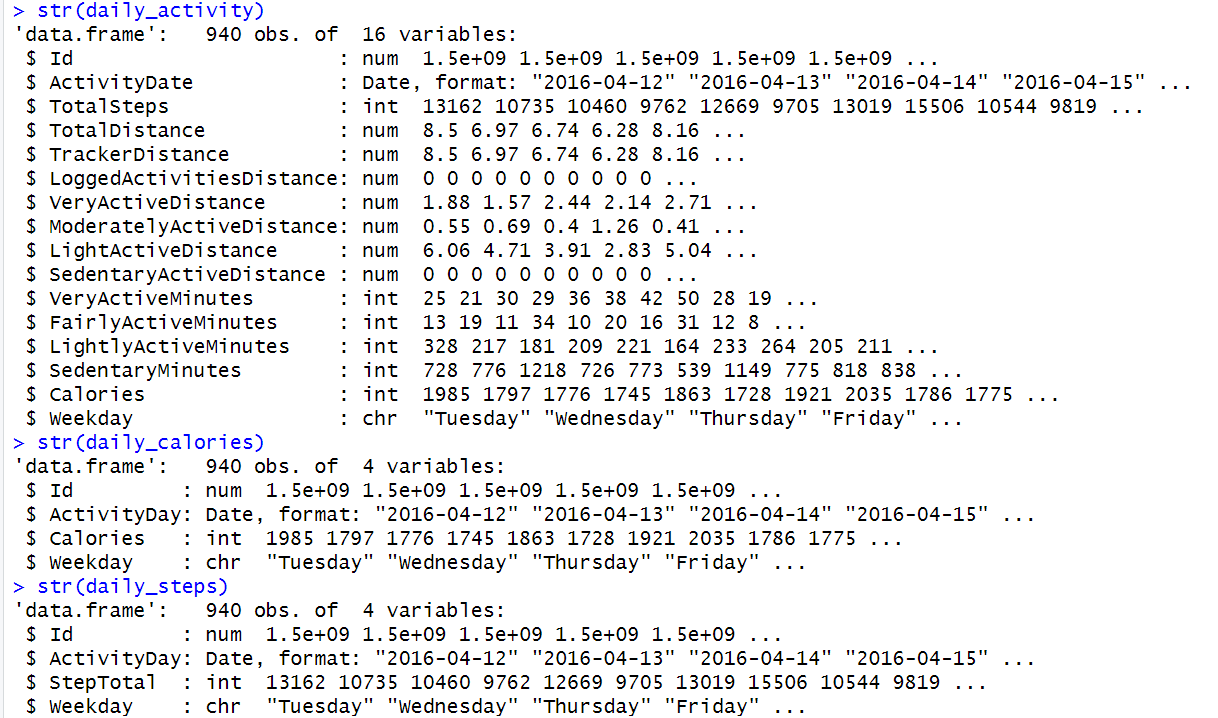 > str(daily_activity)
'data.frame':   940 obs. of  16 variables:
 $ Id                      : num  1.5e+09 1.5e+09 1.5e+09 1.5e+09 1.5e+09 ...
 $ ActivityDate            : Date, format: "2016-04-12" "2016-04-13" "2016-04-14" "2016-04-15" ...
 $ TotalSteps              : int  13162 10735 10460 9762 12669 9705 13019 15506 10544 9819 ...
 $ TotalDistance           : num  8.5 6.97 6.74 6.28 8.16 ...
 $ TrackerDistance         : num  8.5 6.97 6.74 6.28 8.16 ...
 $ LoggedActivitiesDistance: num  0 0 0 0 0 0 0 0 0 0 ...
 $ VeryActiveDistance      : num  1.88 1.57 2.44 2.14 2.71 ...
 $ ModeratelyActiveDistance: num  0.55 0.69 0.4 1.26 0.41 ...
 $ LightActiveDistance     : num  6.06 4.71 3.91 2.83 5.04 ...
 $ SedentaryActiveDistance : num  0 0 0 0 0 0 0 0 0 0 ...
 $ VeryActiveMinutes       : int  25 21 30 29 36 38 42 50 28 19 ...
 $ FairlyActiveMinutes     : int  13 19 11 34 10 20 16 31 12 8 ...
 $ LightlyActiveMinutes    : int  328 217 181 209 221 164 233 264 205 211 ...
 $ SedentaryMinutes        : int  728 776 1218 726 773 539 1149 775 818 838 ...
 $ Calories                : int  1985 1797 1776 1745 1863 1728 1921 2035 1786 1775 ...
 $ Weekday                 : chr  "Tuesday" "Wednesday" "Thursday" "Friday" ...
> str(daily_calories)
'data.frame':   940 obs. of  4 variables:
 $ Id         : num  1.5e+09 1.5e+09 1.5e+09 1.5e+09 1.5e+09 ...
 $ ActivityDay: Date, format: "2016-04-12" "2016-04-13" "2016-04-14" "2016-04-15" ...
 $ Calories   : int  1985 1797 1776 1745 1863 1728 1921 2035 1786 1775 ...
 $ Weekday    : chr  "Tuesday" "Wednesday" "Thursday" "Friday" ...
> str(daily_steps)
'data.frame':   940 obs. of  4 variables:
 $ Id         : num  1.5e+09 1.5e+09 1.5e+09 1.5e+09 1.5e+09 ...
 $ ActivityDay: Date, format: "2016-04-12" "2016-04-13" "2016-04-14" "2016-04-15" ...
 $ StepTotal  : int  13162 10735 10460 9762 12669 9705 13019 15506 10544 9819 ...
 $ Weekday    : chr  "Tuesday" "Wednesday" "Thursday" "Friday" ...